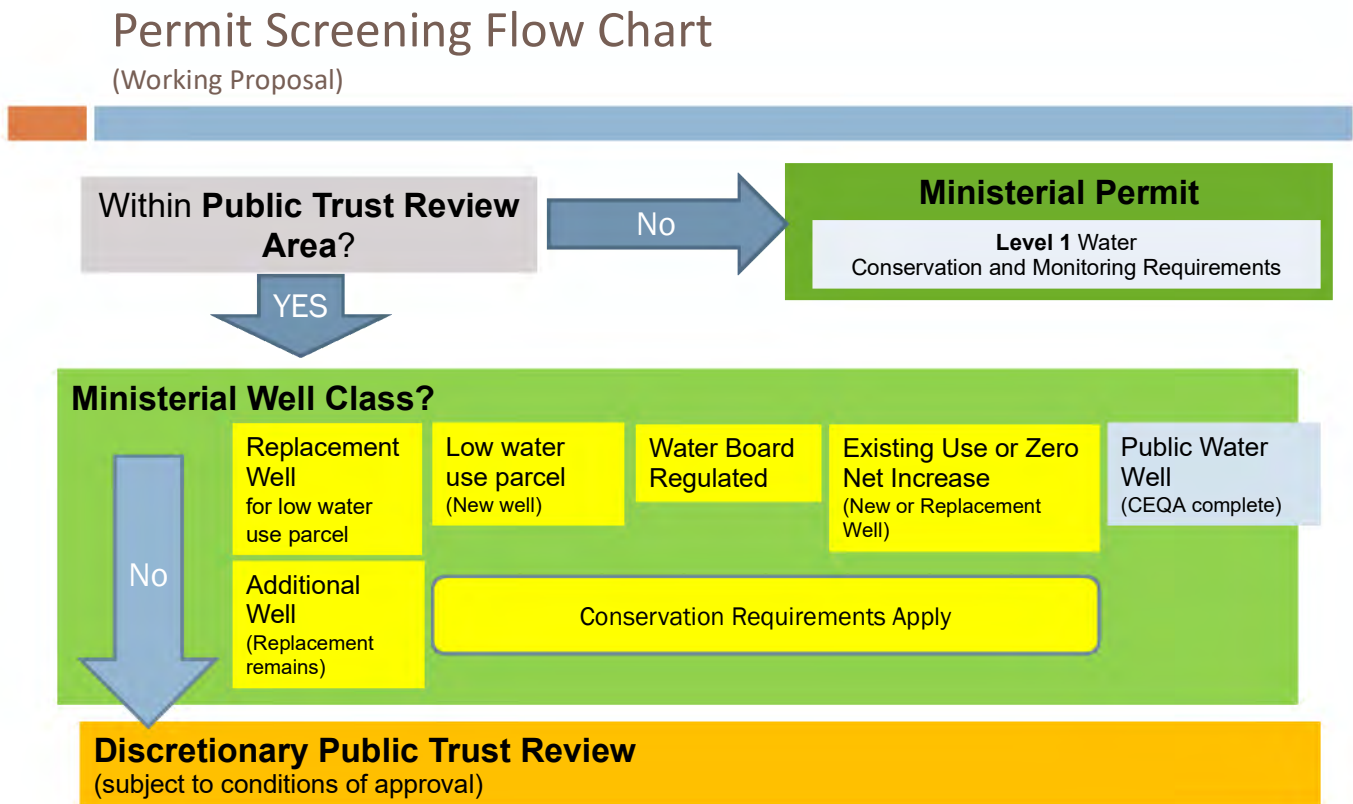 Permit Screening Flow Chart
(Working Proposal)
Within Public Trust Review
Area?
No
Ministerial Permit
Level 1 Water
Conservation and Monitoring Requirements
YES
Ministerial Well Class?
No
Replacement
Well
for low water
use parcel
Low water
use parcel
(New well)
Water Board
Regulated
Existing Use or Zero
Net Increase
(New or Replacement
Well)
Public Water
Well
(CEQA complete)
Additional
Well
(Replacement
remains)
Conservation Requirements Apply
Discretionary Public Trust Review
(subject to conditions of approval)